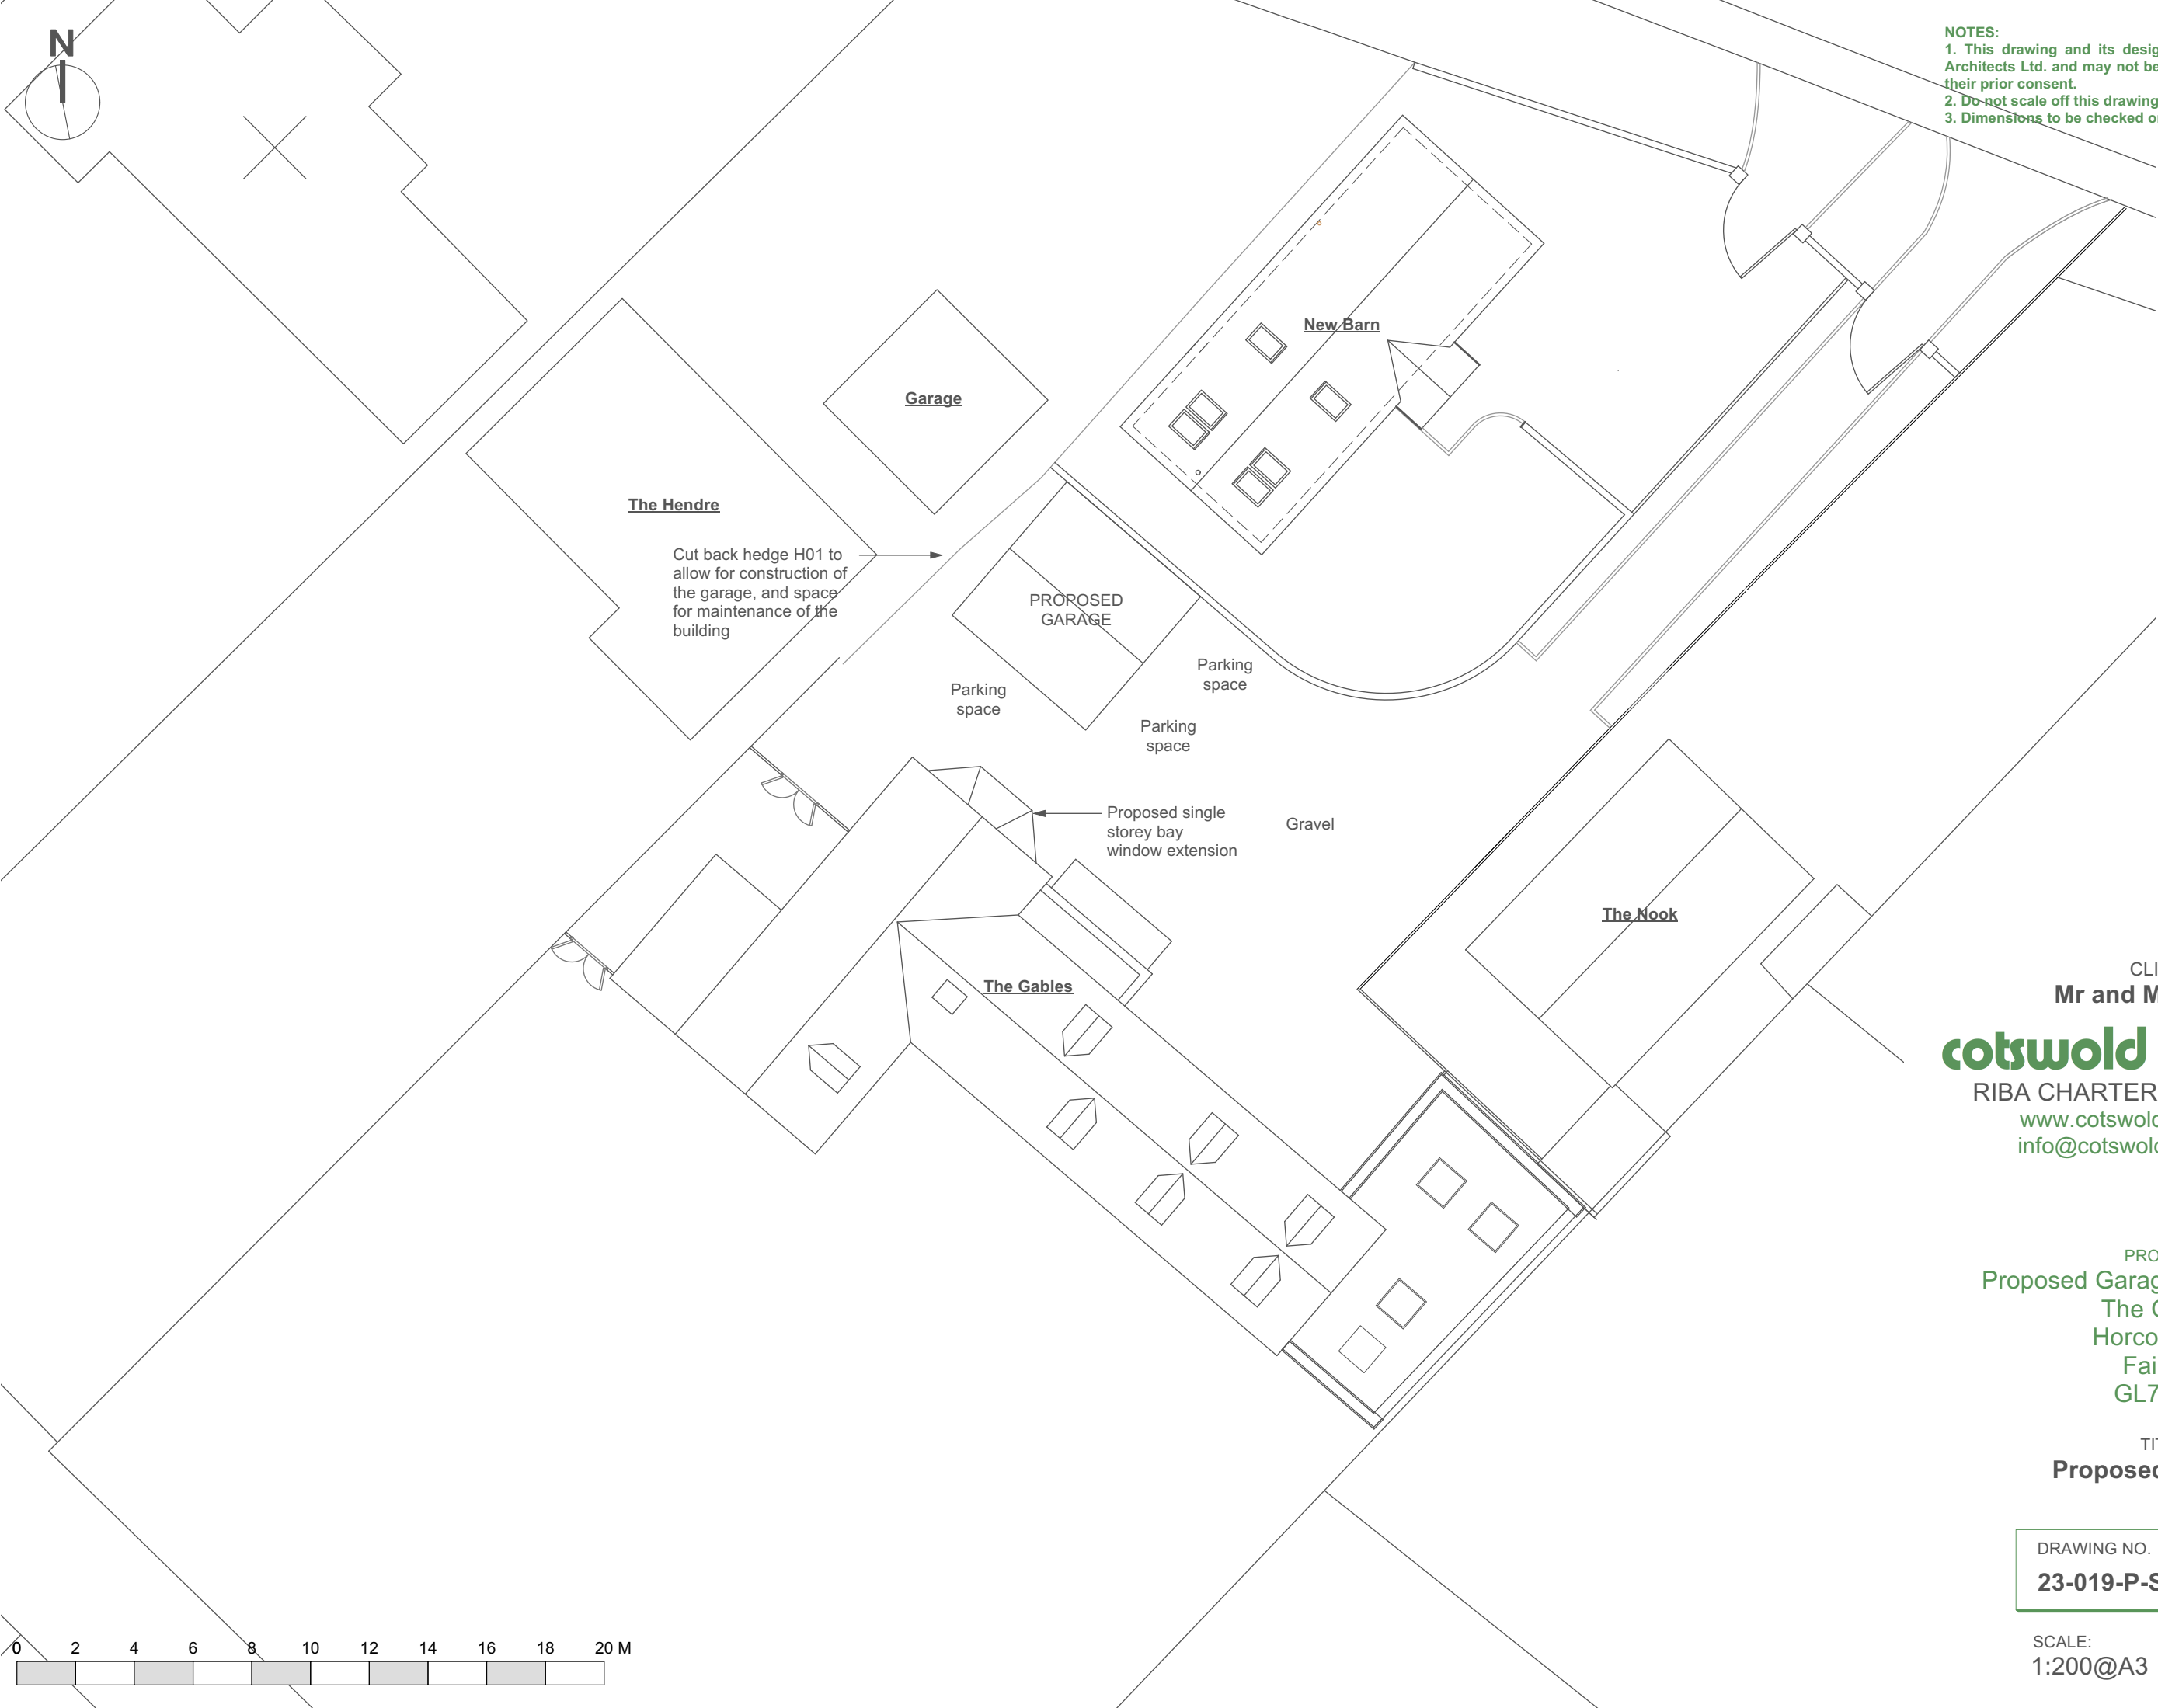 N
NOTES:
1. This drawing and its desig
Architects Ltd. and may not be
their prior consent.
2. Do not scale off this drawing
3. Dimensions to be checked o
New Barn
Garage
The Hendre
Cut back hedge H01 to
allow for construction of
the garage, and space
for maintenance of the
building
PROPOSED
GARAGE
Parking
space
Parking
space
Parking
space
Proposed single
storey bay
window extension
Gravel
The Nook
The Gables
CLI
Mr and M
cotswold
RIBA CHARTER
www.cotswold
info@cotswold
PRO
Proposed Garag
The G
Horco
Fai
GL7
TIT
Proposed
DRAWING NO.
23-019-P-S
SCALE:
1:200@A3
0 2 4 6 8 10 12 14 16 18 20 M